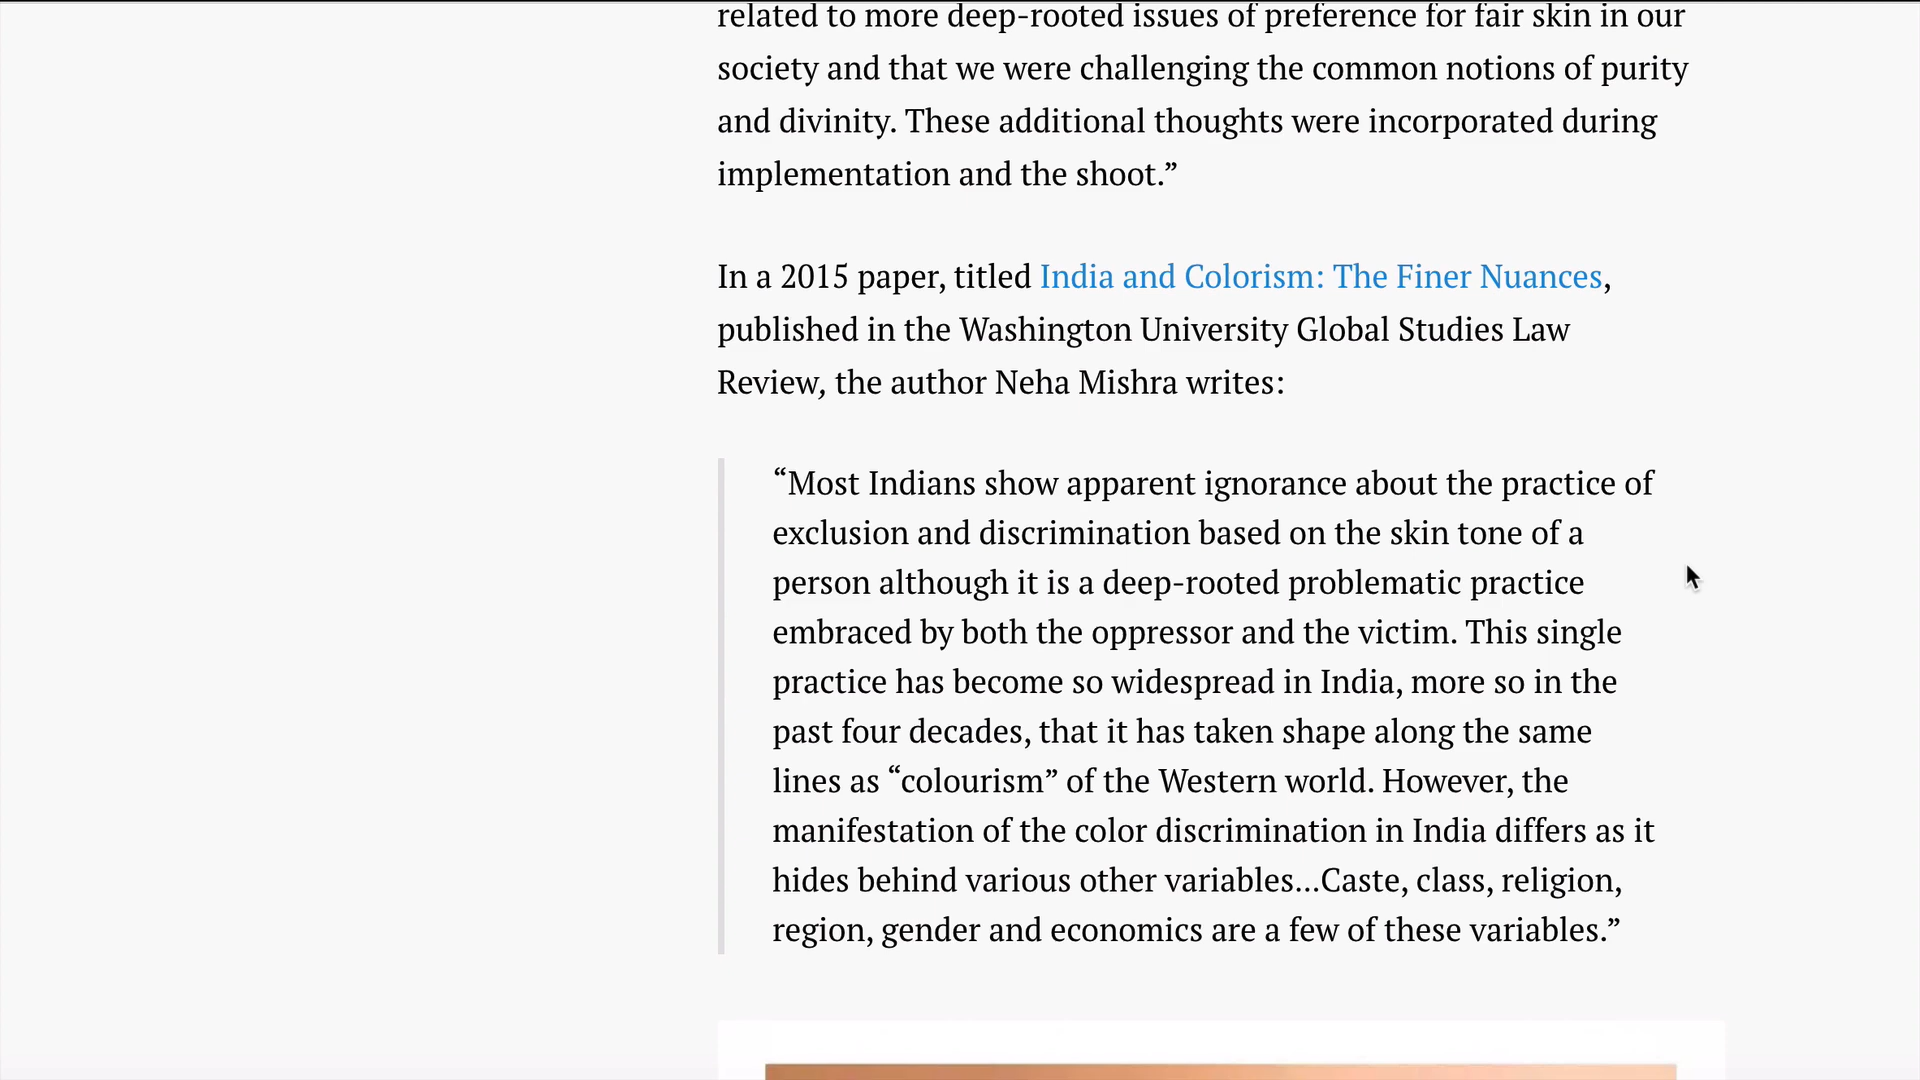 related to more deep-rooted issues of preference for fair skin in our
society and that we were challenging the common notions of purity
and divinity. These additional thoughts were incorporated during
implementation and the shoot.”
In a 2015 paper, titled India and Colorism: The Finer Nuances,
published in the Washington University Global Studies Law
Review, the author Neha Mishra writes:
“Most Indians show apparent ignorance about the practice of
exclusion and discrimination based on the skin tone of a
person although it is a deep-rooted problematic practice
embraced by both the oppressor and the victim. This single
practice has become so widespread in India, more so in the
past four decades, that it has taken shape along the same
lines as “colourism” of the Western world. However, the
manifestation of the color discrimination in India differs as it
hides behind various other variables...Caste, class, religion,
region, gender and economics are a few of these variables.”